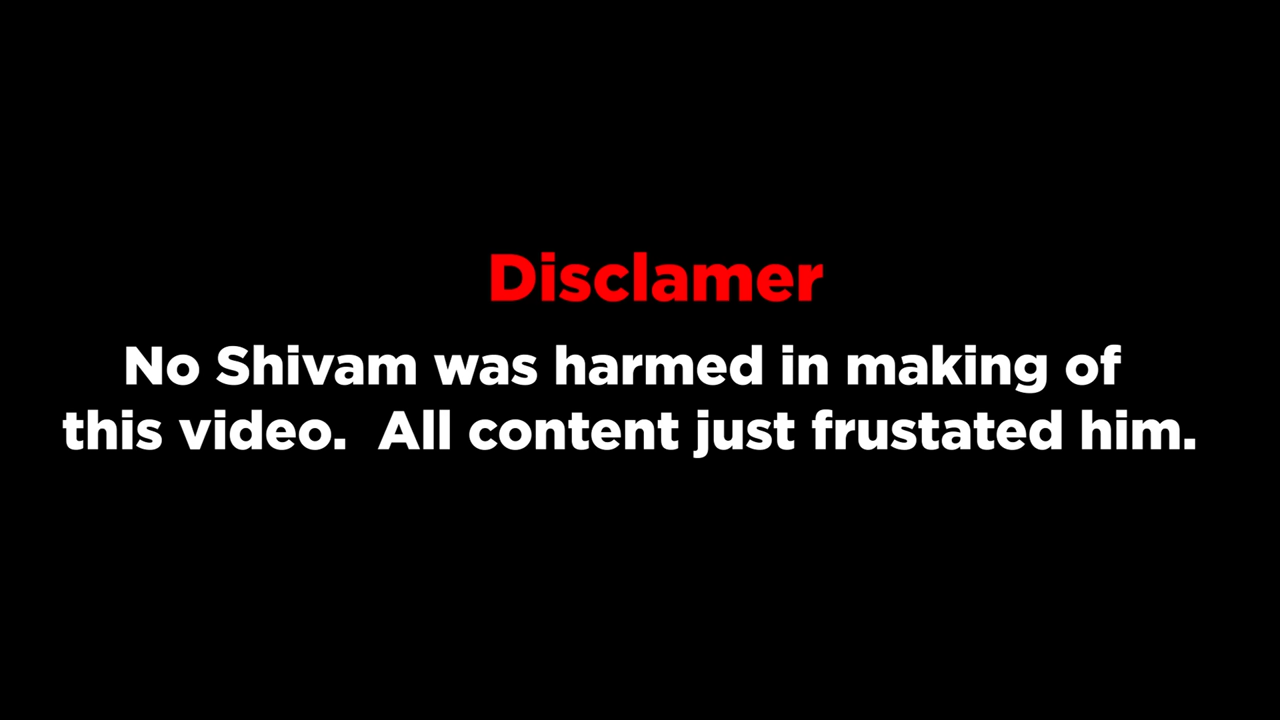 Disclamer
No Shivam was harmed in making of
this video.  All content just frustated him.